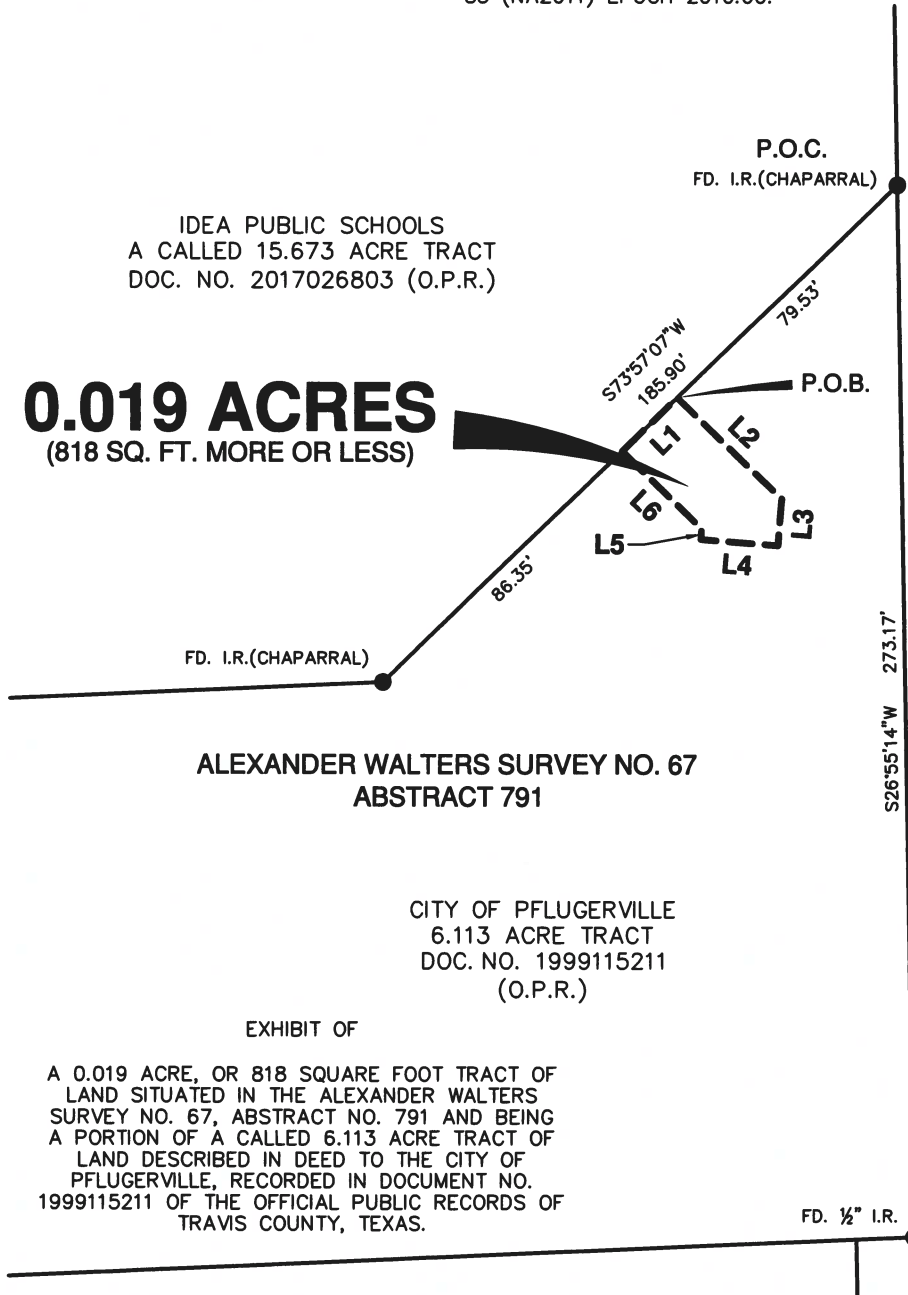 P.O.C.
FD. I.R.(CHAPARRAL)
IDEA PUBLIC SCHOOLS
A CALLED 15.673 ACRE TRACT
DOC. NO. 2017026803 (O.P.R.)
79.53'
S73°57'07"W
185.90'
P.O.B.
0.019 ACRES
(818 SQ. FT. MORE OR LESS)
L1
L2
L3
L4
L5
L6
86.35'
FD. I.R.(CHAPARRAL)
S26°55'14"W 273.17'
ALEXANDER WALTERS SURVEY NO. 67
ABSTRACT 791
CITY OF PFLUGERVILLE
6.113 ACRE TRACT
DOC. NO. 1999115211
(O.P.R.)
EXHIBIT OF
A 0.019 ACRE, OR 818 SQUARE FOOT TRACT OF
LAND SITUATED IN THE ALEXANDER WALTERS
SURVEY NO. 67, ABSTRACT NO. 791 AND BEING
A PORTION OF A CALLED 6.113 ACRE TRACT OF
LAND DESCRIBED IN DEED TO THE CITY OF
PFLUGERVILLE, RECORDED IN DOCUMENT NO.
1999115211 OF THE OFFICIAL PUBLIC RECORDS OF
TRAVIS COUNTY, TEXAS.
FD. ½" I.R.